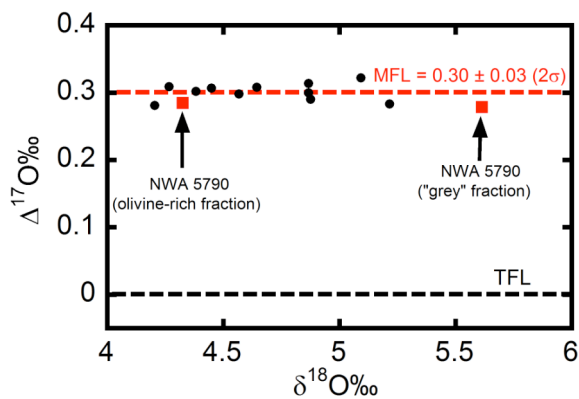 0.4
MFL = 0.30 ± 0.03 (2σ)
0.3
NWA 5790
(olivine-rich fraction)
NWA 5790
("grey" fraction)
0.2
Δ¹⁷O‰
0.1
TFL
0
4
4.5
5
5.5
6
δ¹⁸O‰